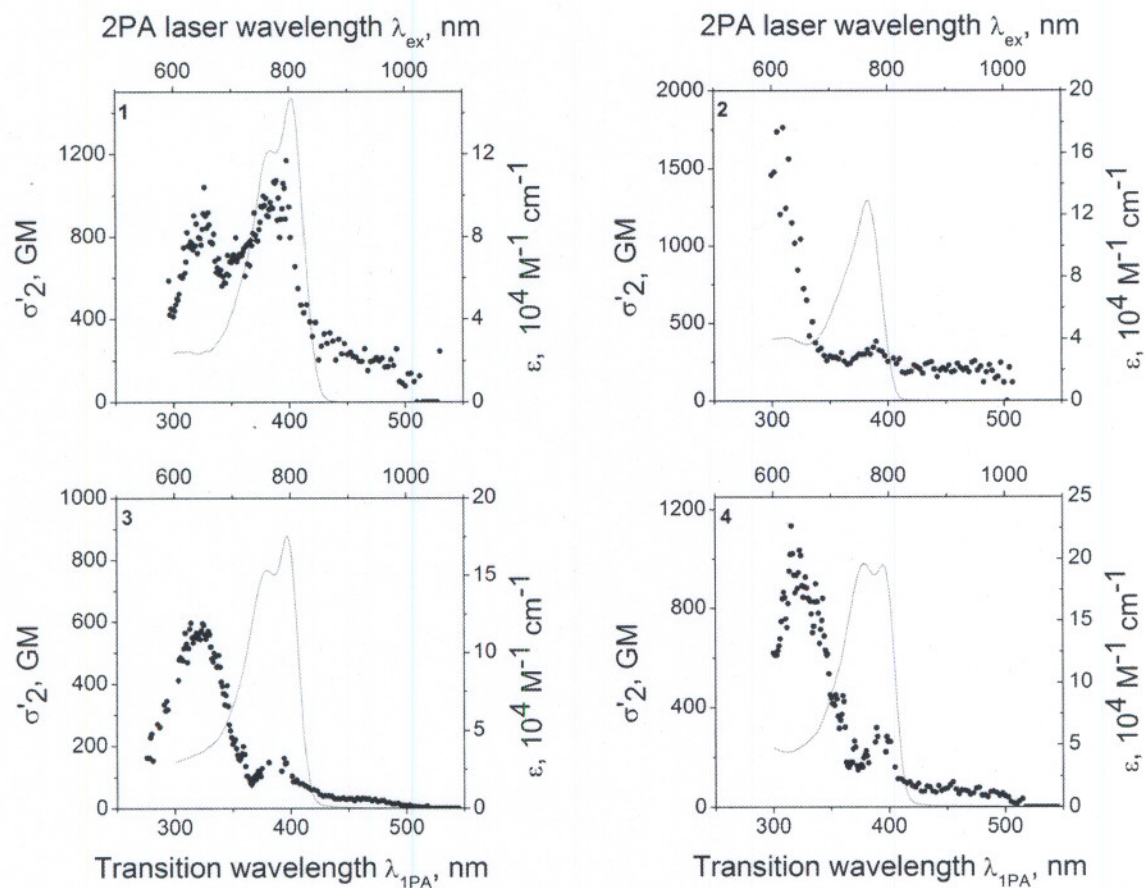 2PA laser wavelength λex, nm
600 800 1000
1
1200
800
400
0
σ'2, GM
12
8
4
0
ε, 10⁴ M⁻¹ cm⁻¹
300 400 500
2PA laser wavelength λex, nm
600 800 1000
2
2000
1500
1000
500
0
σ'2, GM
20
16
12
8
4
0
ε, 10⁴ M⁻¹ cm⁻¹
300 400 500
600 800 1000
3
1000
800
600
400
200
0
σ'2, GM
20
15
10
5
0
ε, 10⁴ M⁻¹ cm⁻¹
300 400 500
Transition wavelength λ1PA, nm
600 800 1000
4
1200
800
400
0
σ'2, GM
25
20
15
10
5
0
ε, 10⁴ M⁻¹ cm⁻¹
300 400 500
Transition wavelength λ1PA, nm